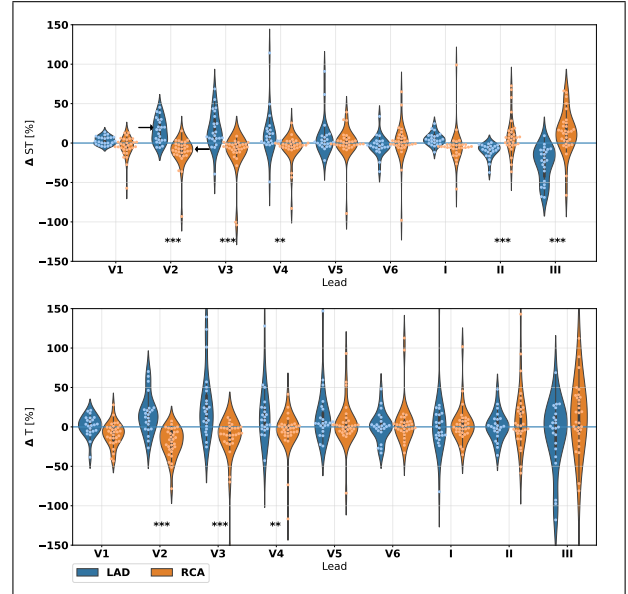 Δ ST [%]
150
100
50
0
−50
−100
−150
*** *** ** *** ***
V1 V2 V3 V4 V5 V6 I II III
Lead
Δ T [%]
150
100
50
0
−50
−100
−150
*** *** **
V1 V2 V3 V4 V5 V6 I II III
Lead
LAD RCA